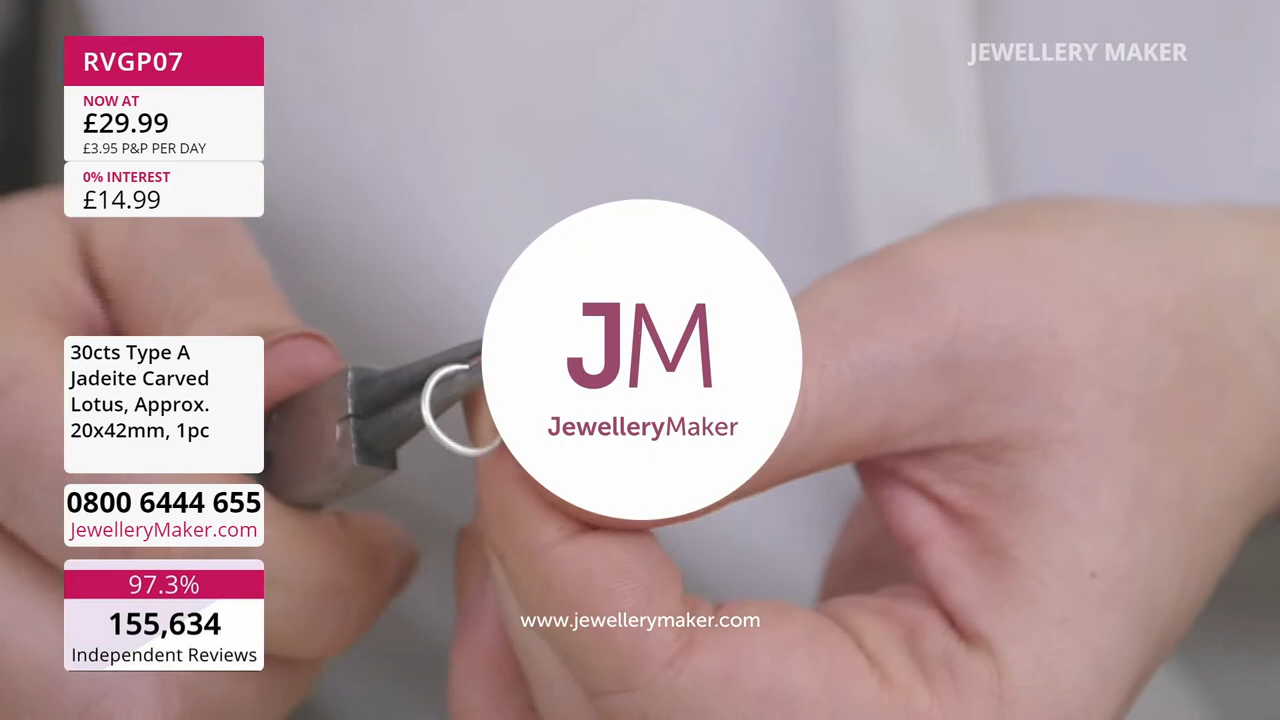 RVGP07
NOW AT
£29.99
£3.95 P&P PER DAY
0% INTEREST
£14.99
30cts Type A
Jadeite Carved
Lotus, Approx.
20x42mm, 1pc
0800 6444 655
JewelleryMaker.com
97.3%
155,634
Independent Reviews
JEWELLERY MAKER
JM
JewelleryMaker
www.jewellerymaker.com